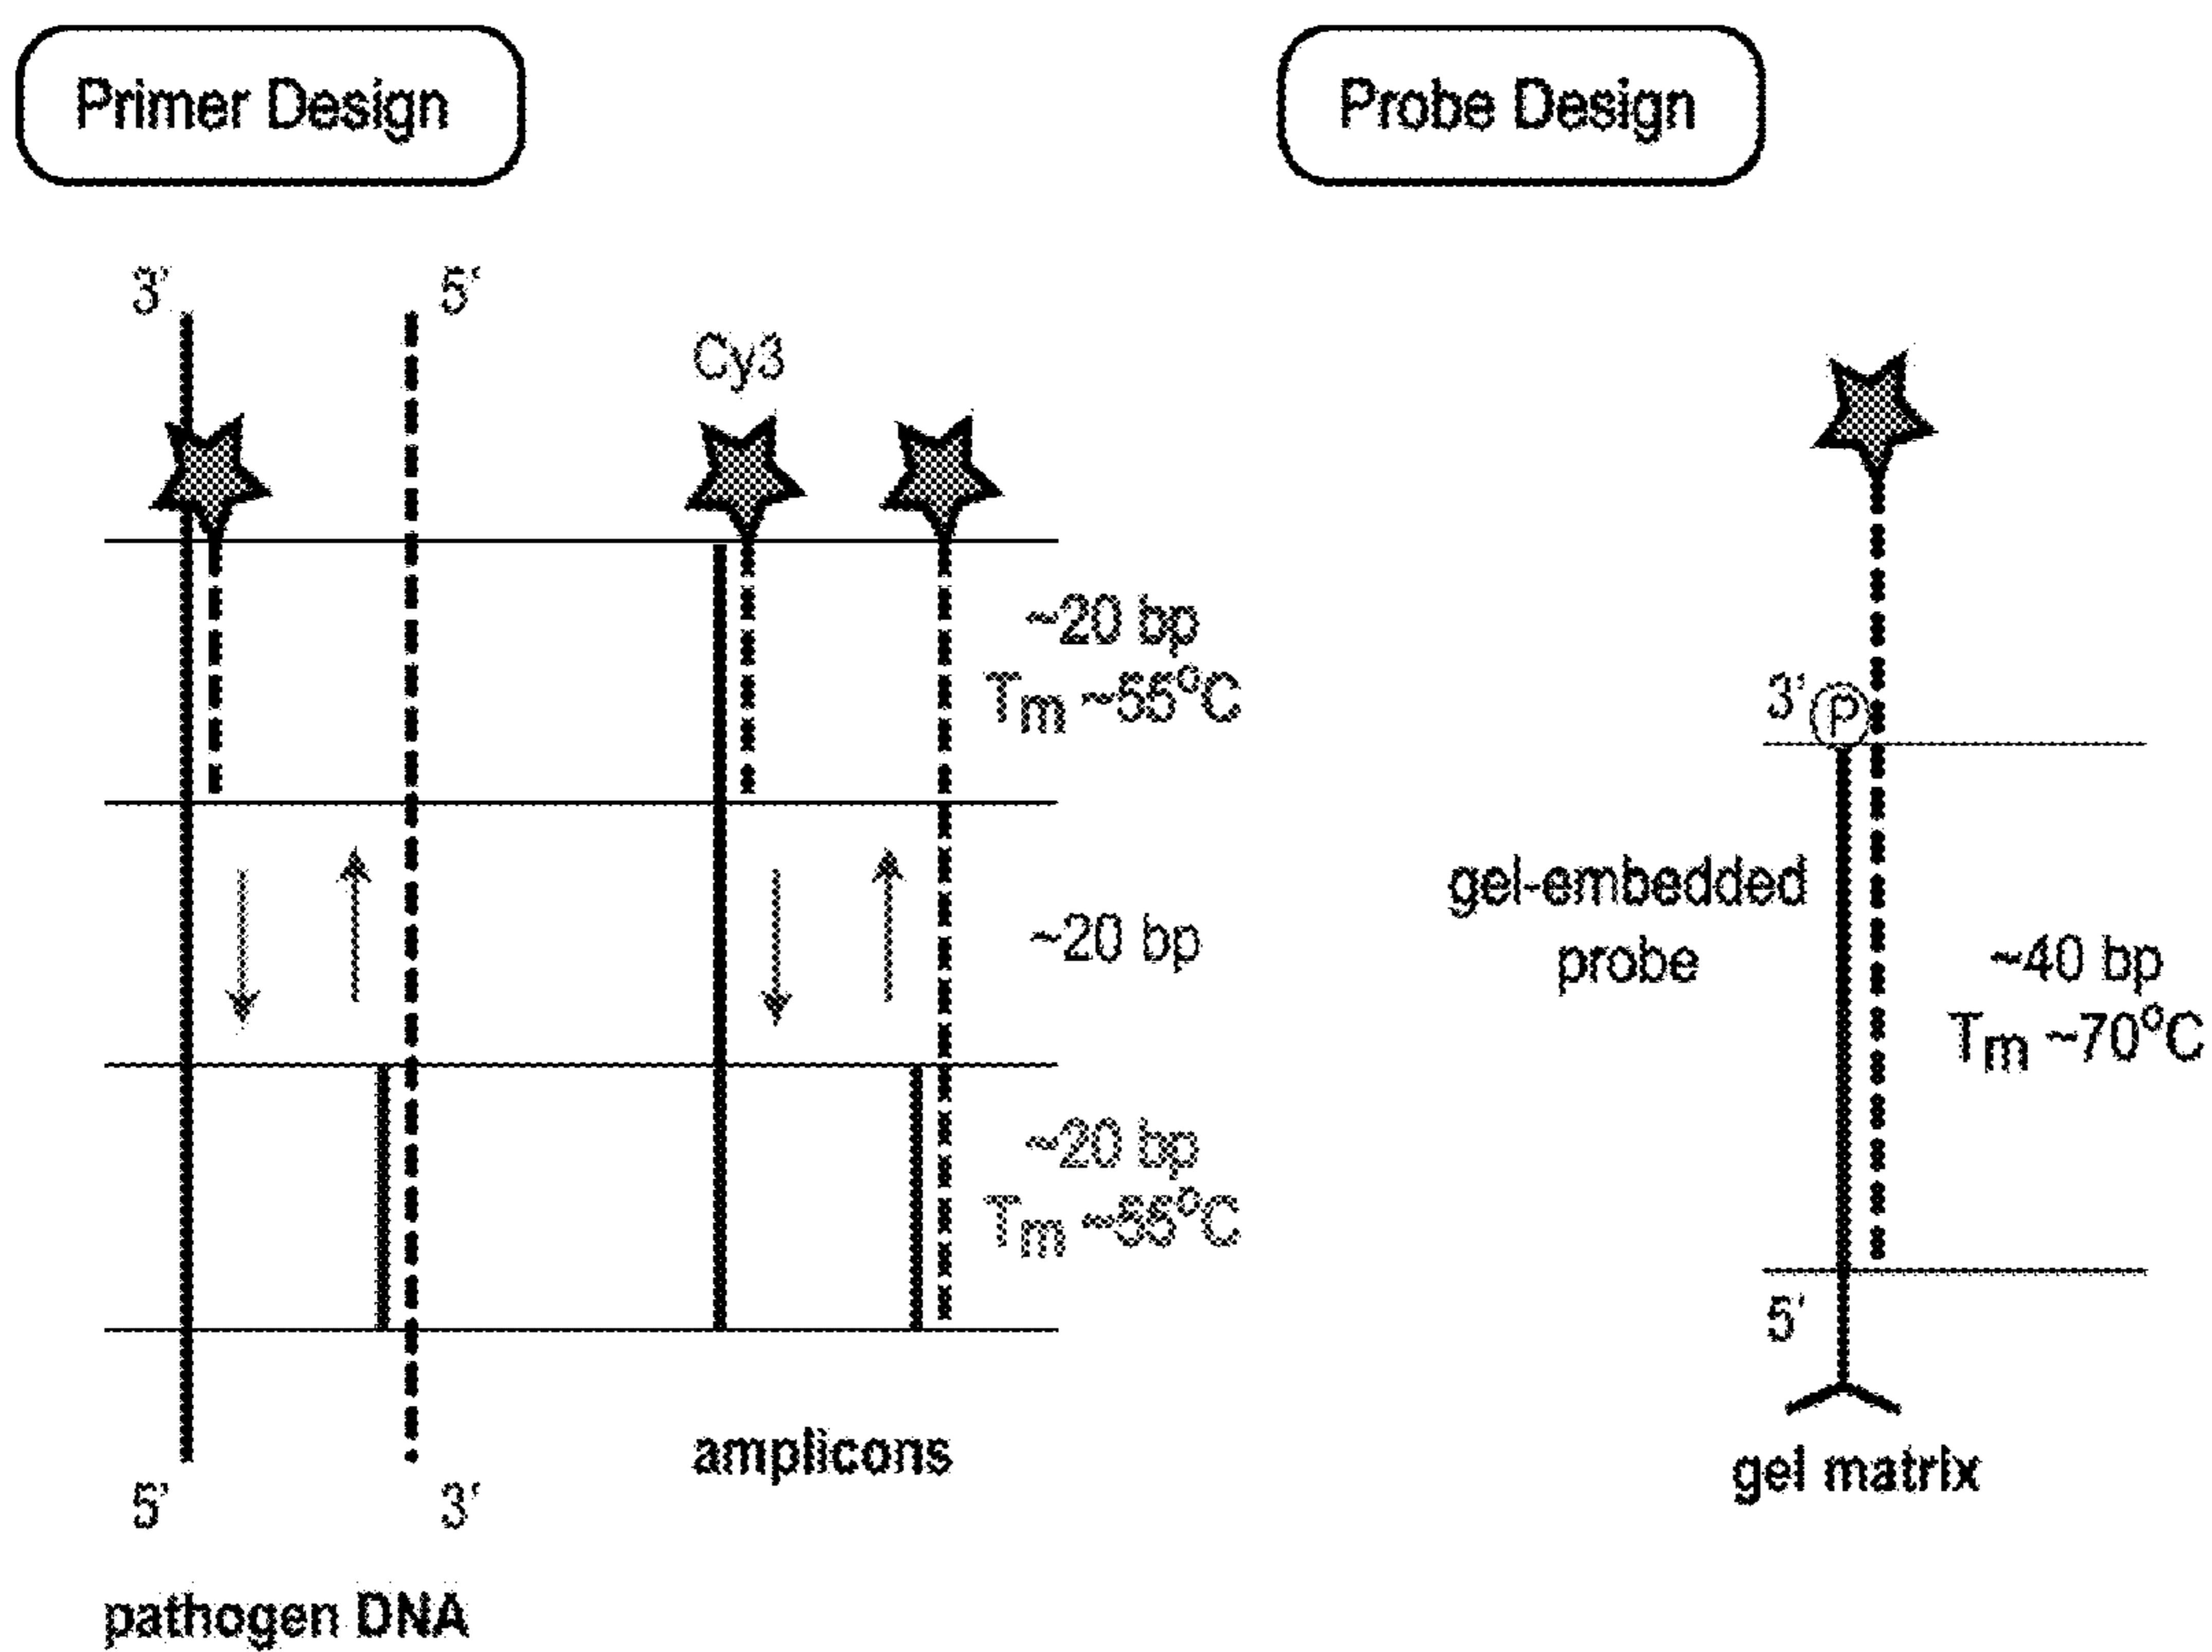 Primer Design
Probe Design
3' 5'
Cy3
~20 bp
Tm ~55°C
3' P
gel-embedded
probe
~20 bp
~40 bp
Tm ~70°C
~20 bp
Tm ~55°C
5'
amplicons
gel matrix
5' 3'
pathogen DNA